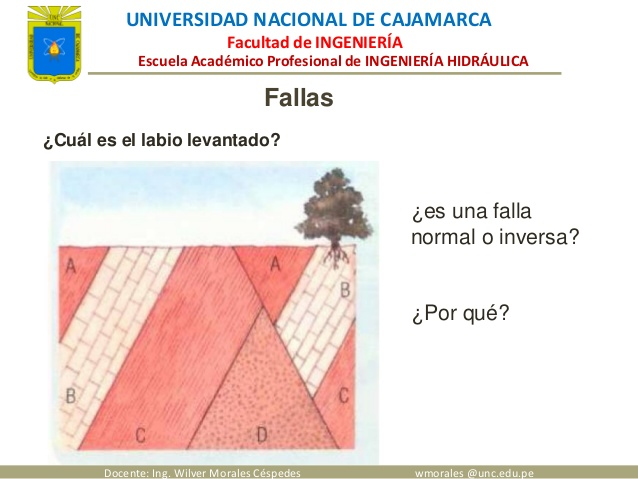 UNIVERSIDAD NACIONAL DE CAJAMARCA
Facultad de INGENIERÍA
Escuela Académico Profesional de INGENIERÍA HIDRÁULICA
Fallas
¿Cuál es el labio levantado?
¿es una falla
normal o inversa?
¿Por qué?
A
A
B
B
C
C
D
Docente: Ing. Wilver Morales Céspedes
wmorales @unc.edu.pe